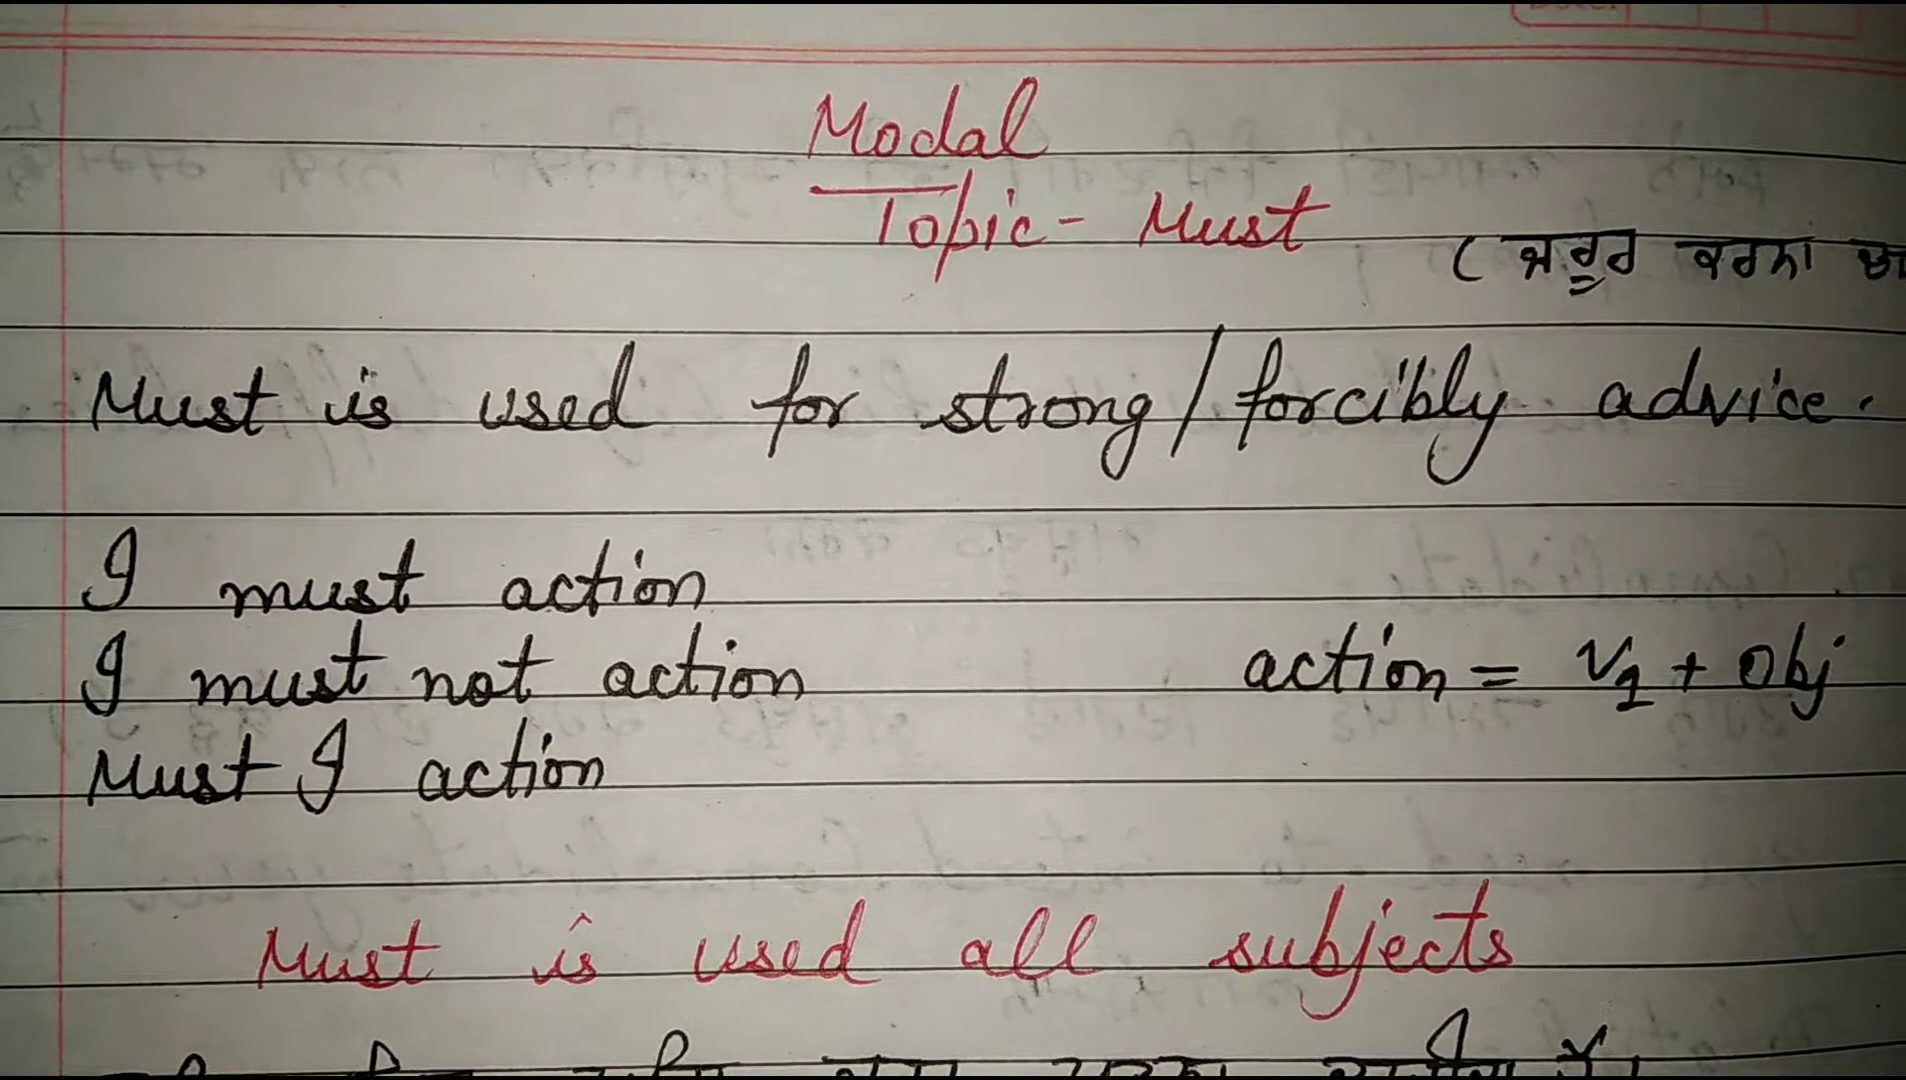 Modal
Topic - Must
( ਜਰੂਰ ਕਰਨਾ
Must is used for strong/forcibly advice.
I must action
I must not action action = V1 + Obj
Must I action
Must is used all subjects